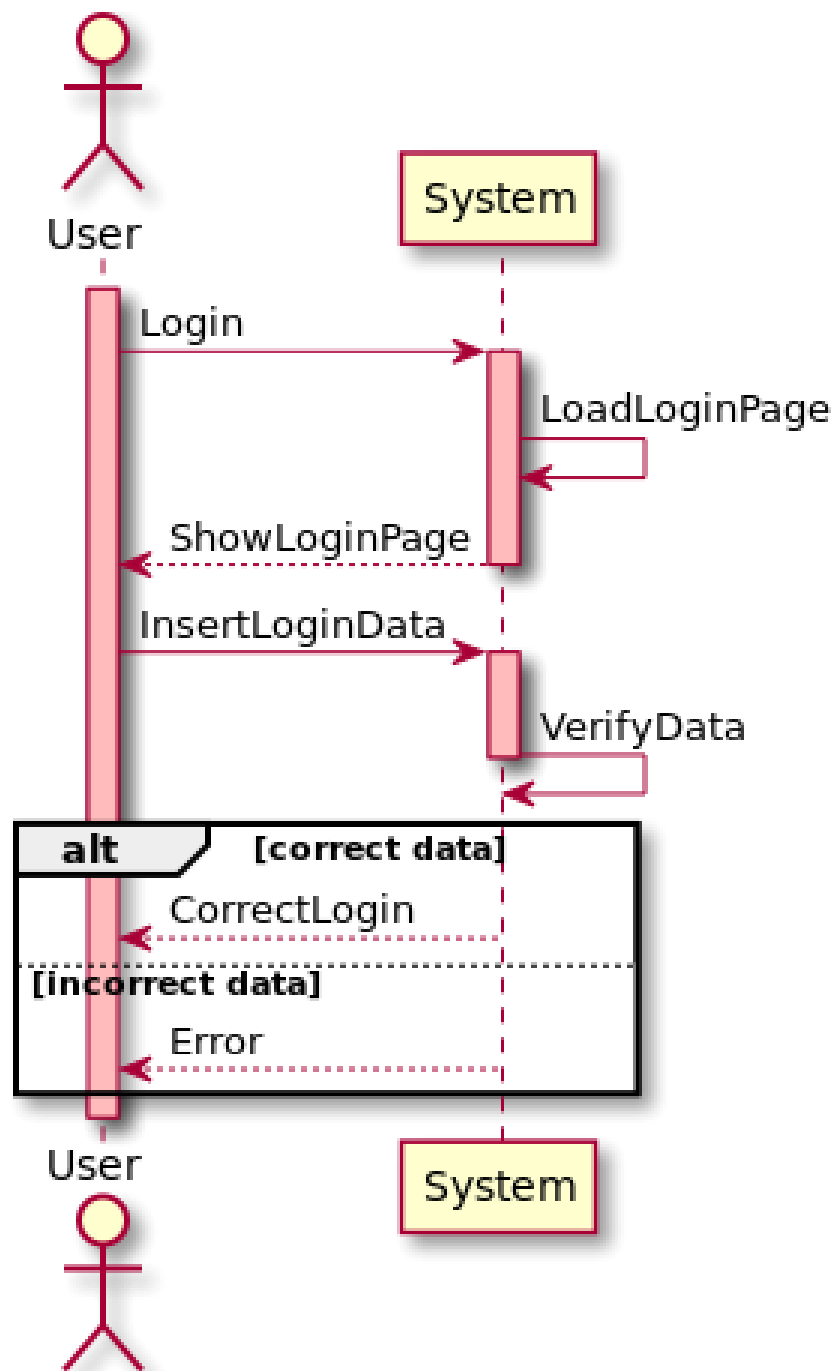 User
System
Login
LoadLoginPage
ShowLoginPage
InsertLoginData
VerifyData
alt [correct data]
CorrectLogin
[incorrect data]
Error
User
System